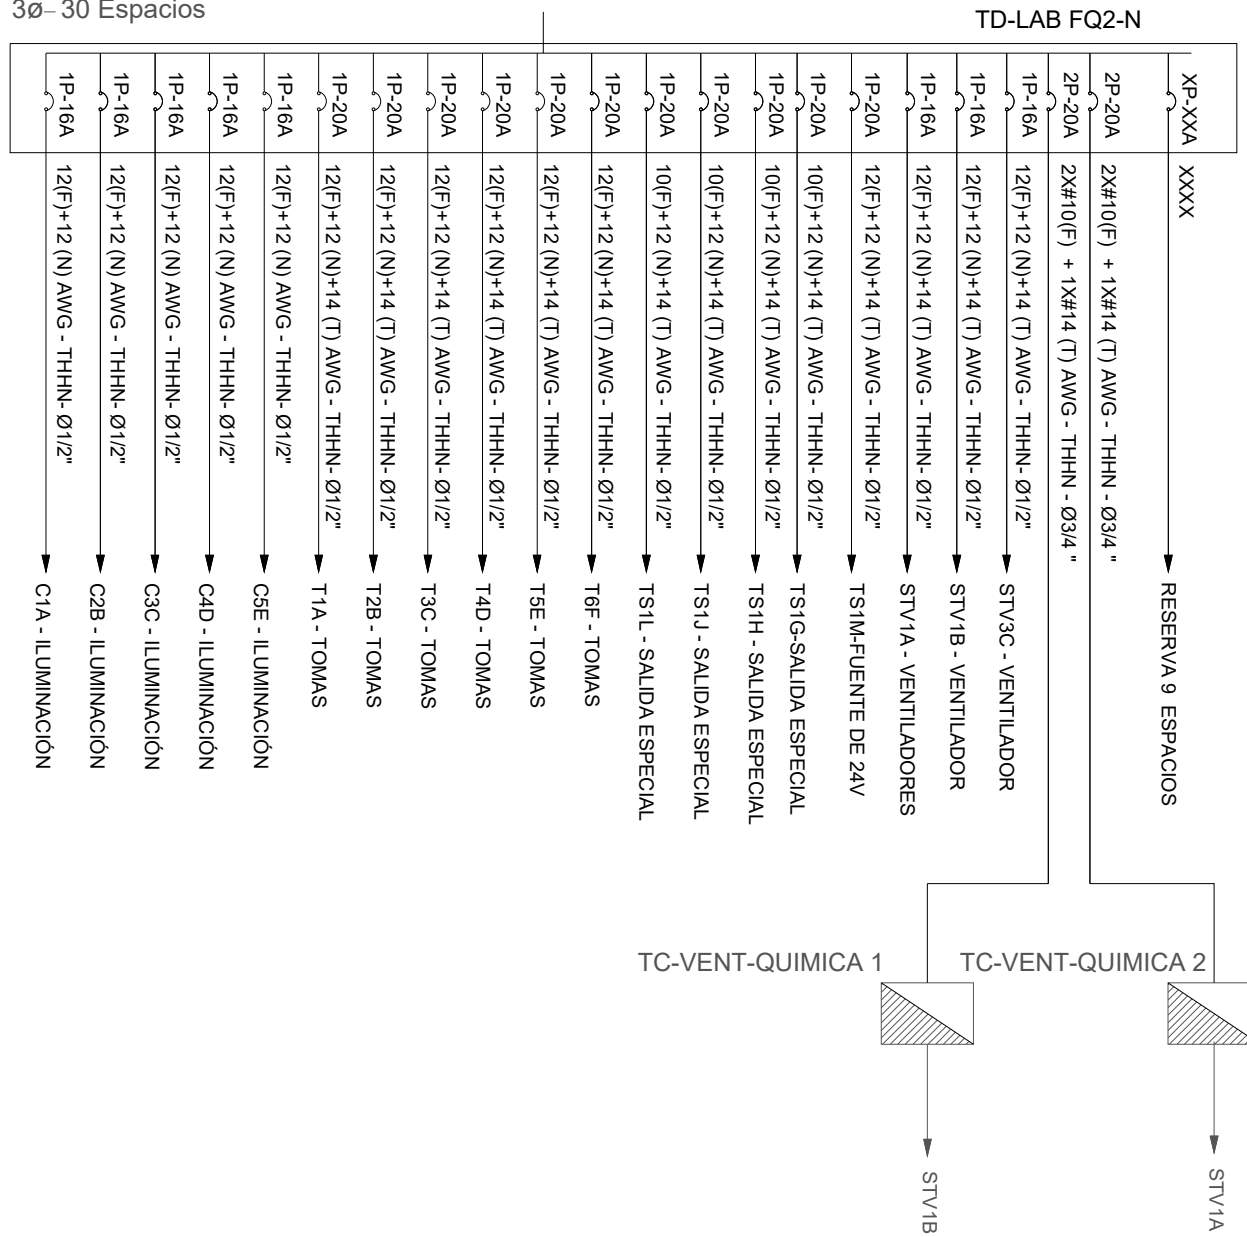 3ø– 30 Espacios
TD-LAB FQ2-N
1P-16A
12(F)+12 (N) AWG - THHN- Ø1/2"
C1A - ILUMINACIÓN
1P-16A
12(F)+12 (N) AWG - THHN- Ø1/2"
C2B - ILUMINACIÓN
1P-16A
12(F)+12 (N) AWG - THHN- Ø1/2"
C3C - ILUMINACIÓN
1P-16A
12(F)+12 (N) AWG - THHN- Ø1/2"
C4D - ILUMINACIÓN
1P-16A
12(F)+12 (N) AWG - THHN- Ø1/2"
C5E - ILUMINACIÓN
1P-20A
12(F)+12 (N)+14 (T) AWG - THHN- Ø1/2"
T1A - TOMAS
1P-20A
12(F)+12 (N)+14 (T) AWG - THHN- Ø1/2"
T2B - TOMAS
1P-20A
12(F)+12 (N)+14 (T) AWG - THHN- Ø1/2"
T3C - TOMAS
1P-20A
12(F)+12 (N)+14 (T) AWG - THHN- Ø1/2"
T4D - TOMAS
1P-20A
12(F)+12 (N)+14 (T) AWG - THHN- Ø1/2"
T5E - TOMAS
1P-20A
12(F)+12 (N)+14 (T) AWG - THHN- Ø1/2"
T6F - TOMAS
1P-20A
10(F)+12 (N)+14 (T) AWG - THHN- Ø1/2"
TS1L - SALIDA ESPECIAL
1P-20A
10(F)+12 (N)+14 (T) AWG - THHN- Ø1/2"
TS1J - SALIDA ESPECIAL
1P-20A
10(F)+12 (N)+14 (T) AWG - THHN- Ø1/2"
TS1H - SALIDA ESPECIAL
1P-20A
10(F)+12 (N)+14 (T) AWG - THHN- Ø1/2"
TS1G-SALIDA ESPECIAL
1P-20A
12(F)+12 (N)+14 (T) AWG - THHN- Ø1/2"
TS1M-FUENTE DE 24V
1P-16A
12(F)+12 (N)+14 (T) AWG - THHN- Ø1/2"
STV1A - VENTILADORES
1P-16A
12(F)+12 (N)+14 (T) AWG - THHN- Ø1/2"
STV1B - VENTILADOR
1P-16A
12(F)+12 (N)+14 (T) AWG - THHN- Ø1/2"
STV3C - VENTILADOR
2P-20A
2X#10(F) + 1X#14 (T) AWG - THHN - Ø3/4 "
2P-20A
2X#10(F) + 1X#14 (T) AWG - THHN - Ø3/4 "
XP-XXA
XXXX
RESERVA 9 ESPACIOS
TC-VENT-QUIMICA 1
TC-VENT-QUIMICA 2
STV1B
STV1A